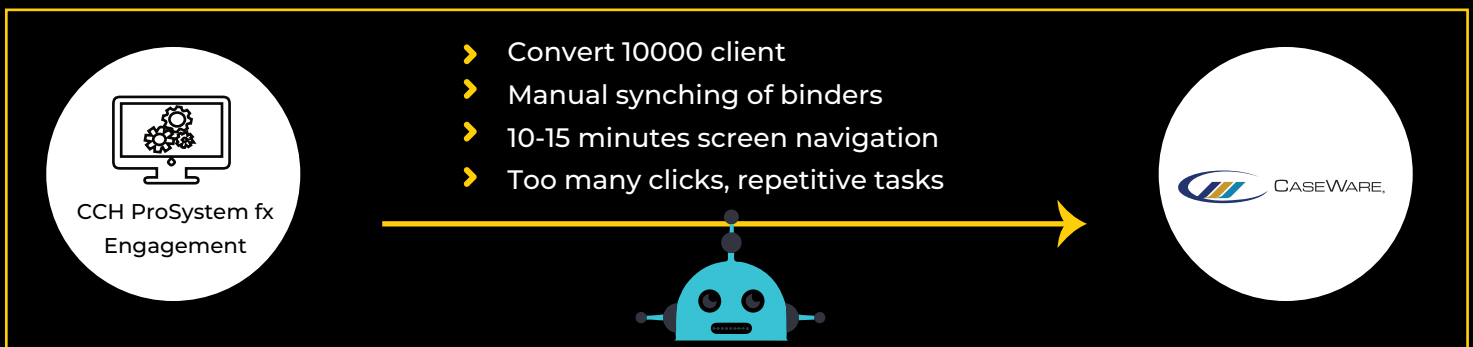 Convert 10000 client
Manual synching of binders
10-15 minutes screen navigation
Too many clicks, repetitive tasks
CCH ProSystem fx
Engagement
CASEWARE®